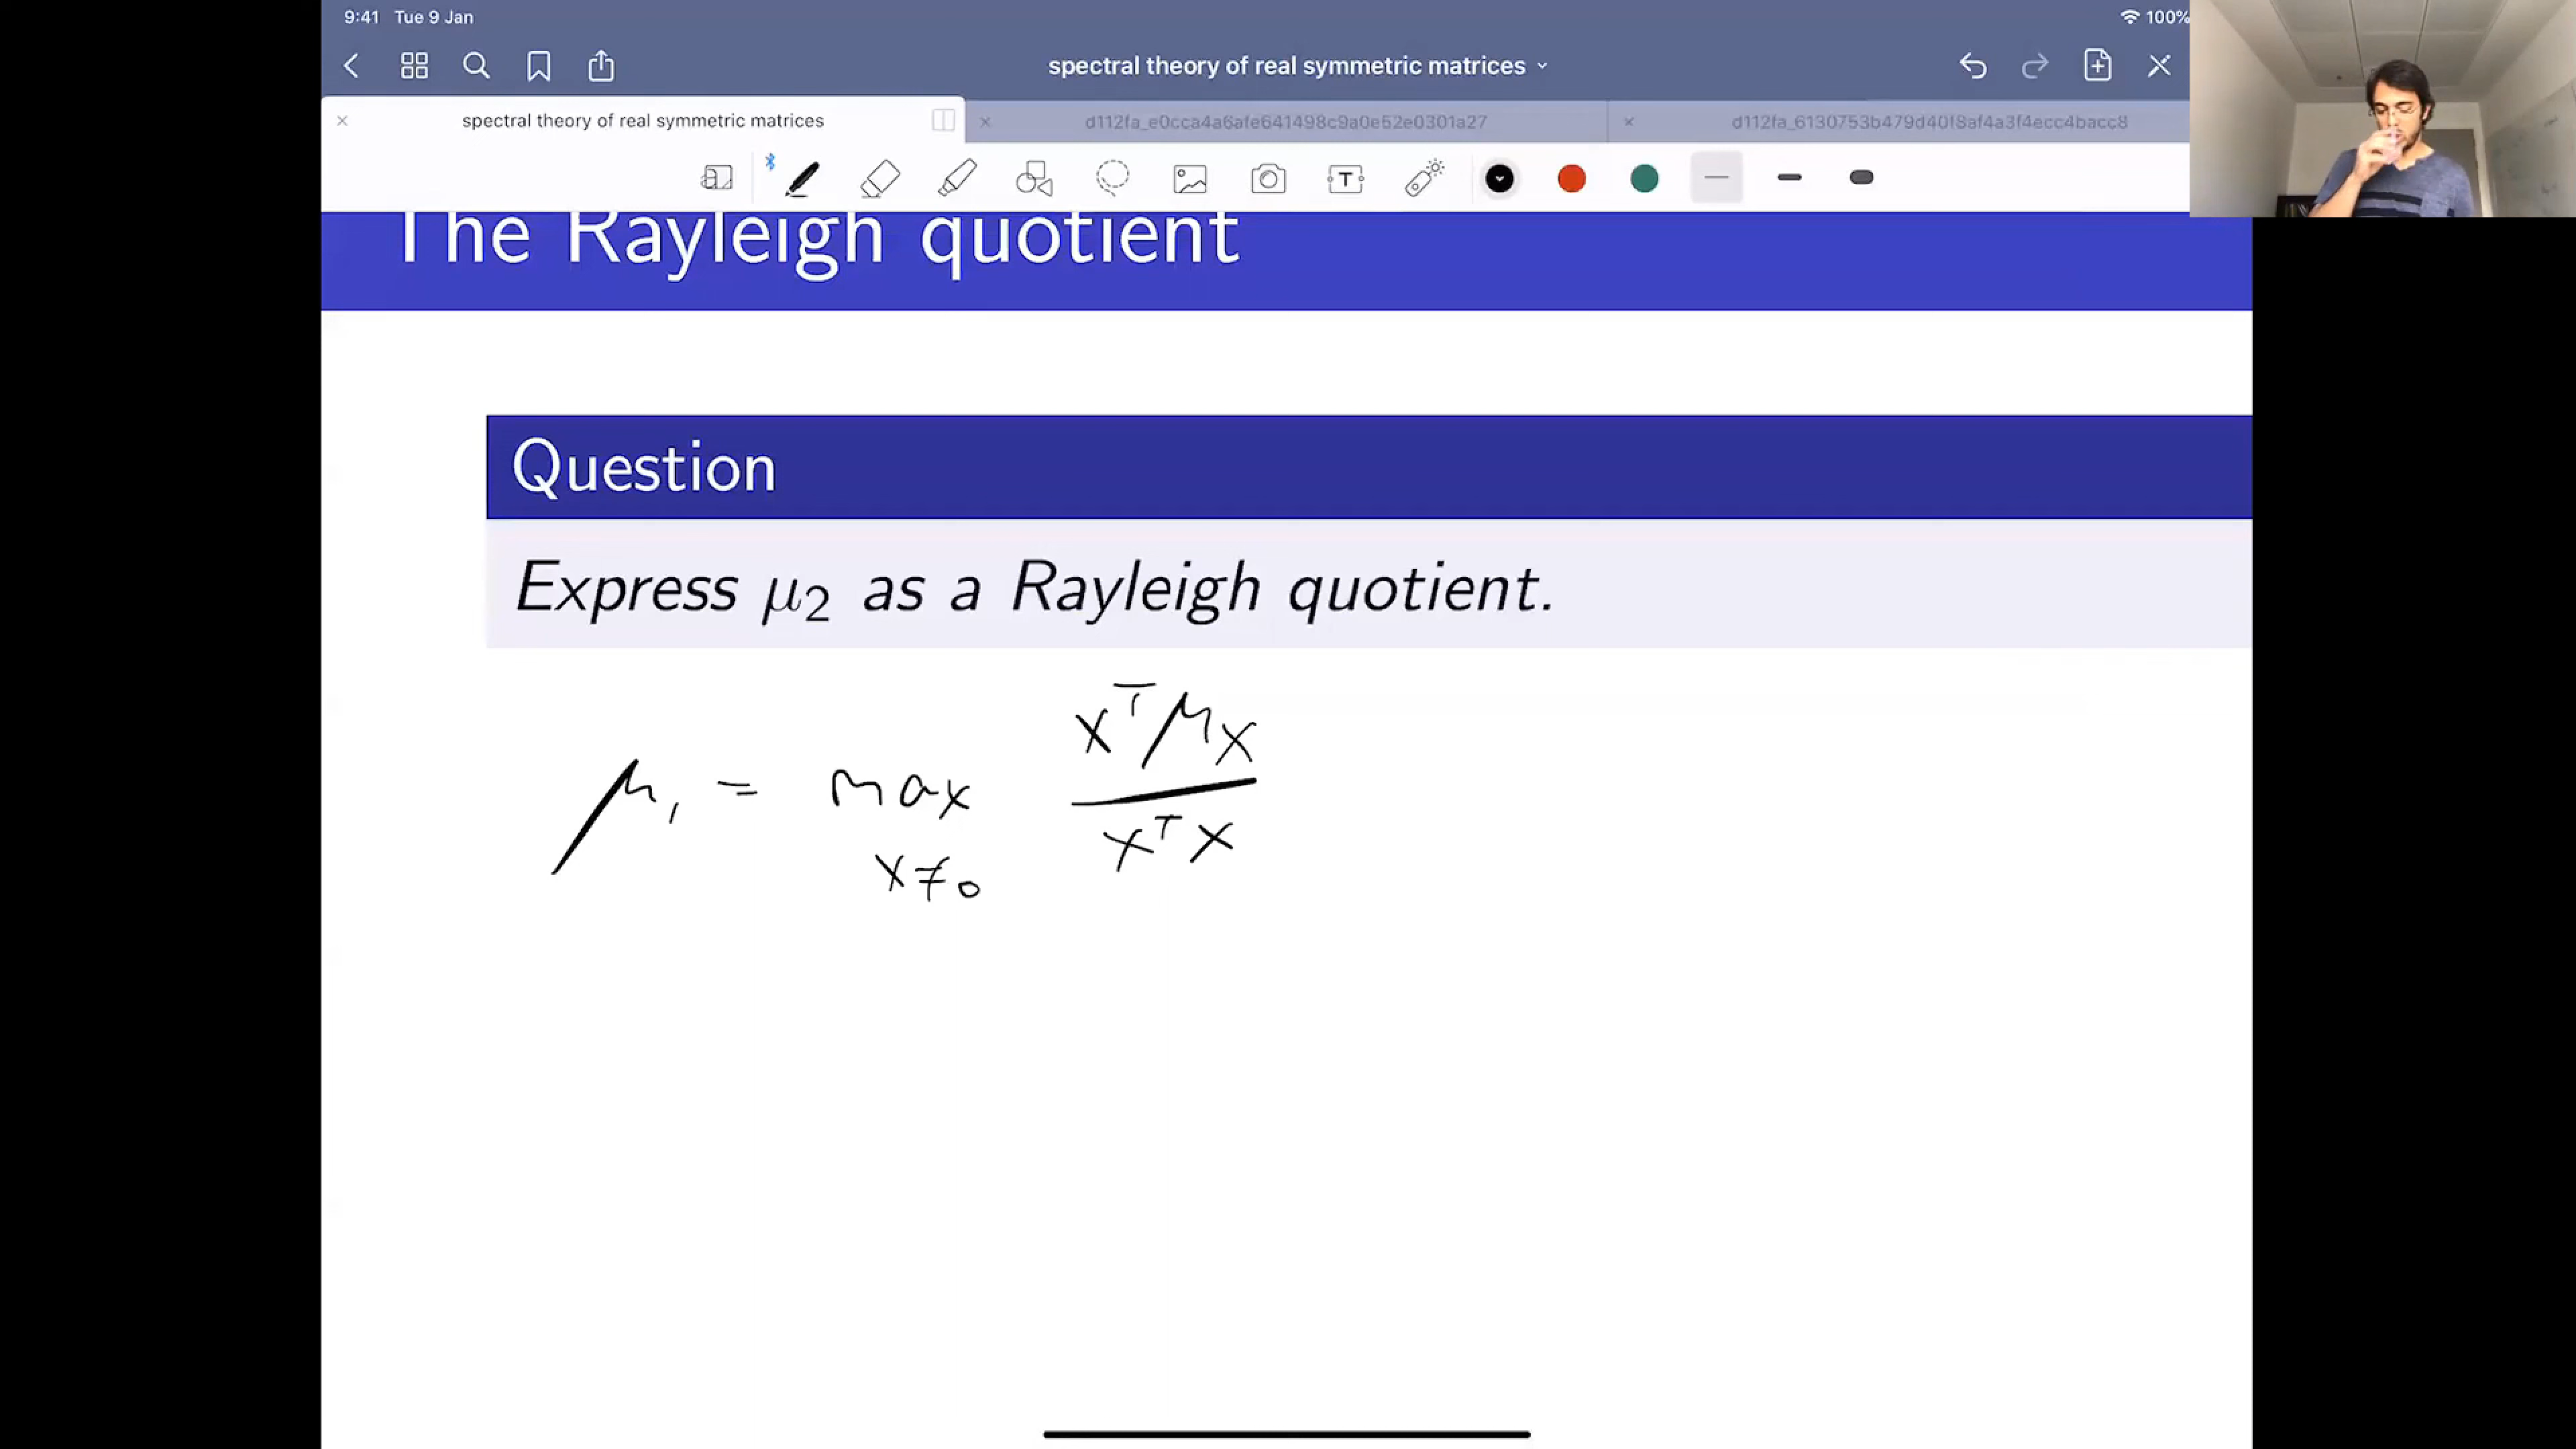 9:41 Tue 9 Jan 100%
spectral theory of real symmetric matrices
spectral theory of real symmetric matrices d112fa_e0cca4a6afe641498c9a0e52e0301a27 d112fa_6130753b479d40f8af4a3f4ecc4bacc8
The Rayleigh quotient
Question
Express μ₂ as a Rayleigh quotient.
xᵀMx
μ₁ = max
xᵀx
x≠0